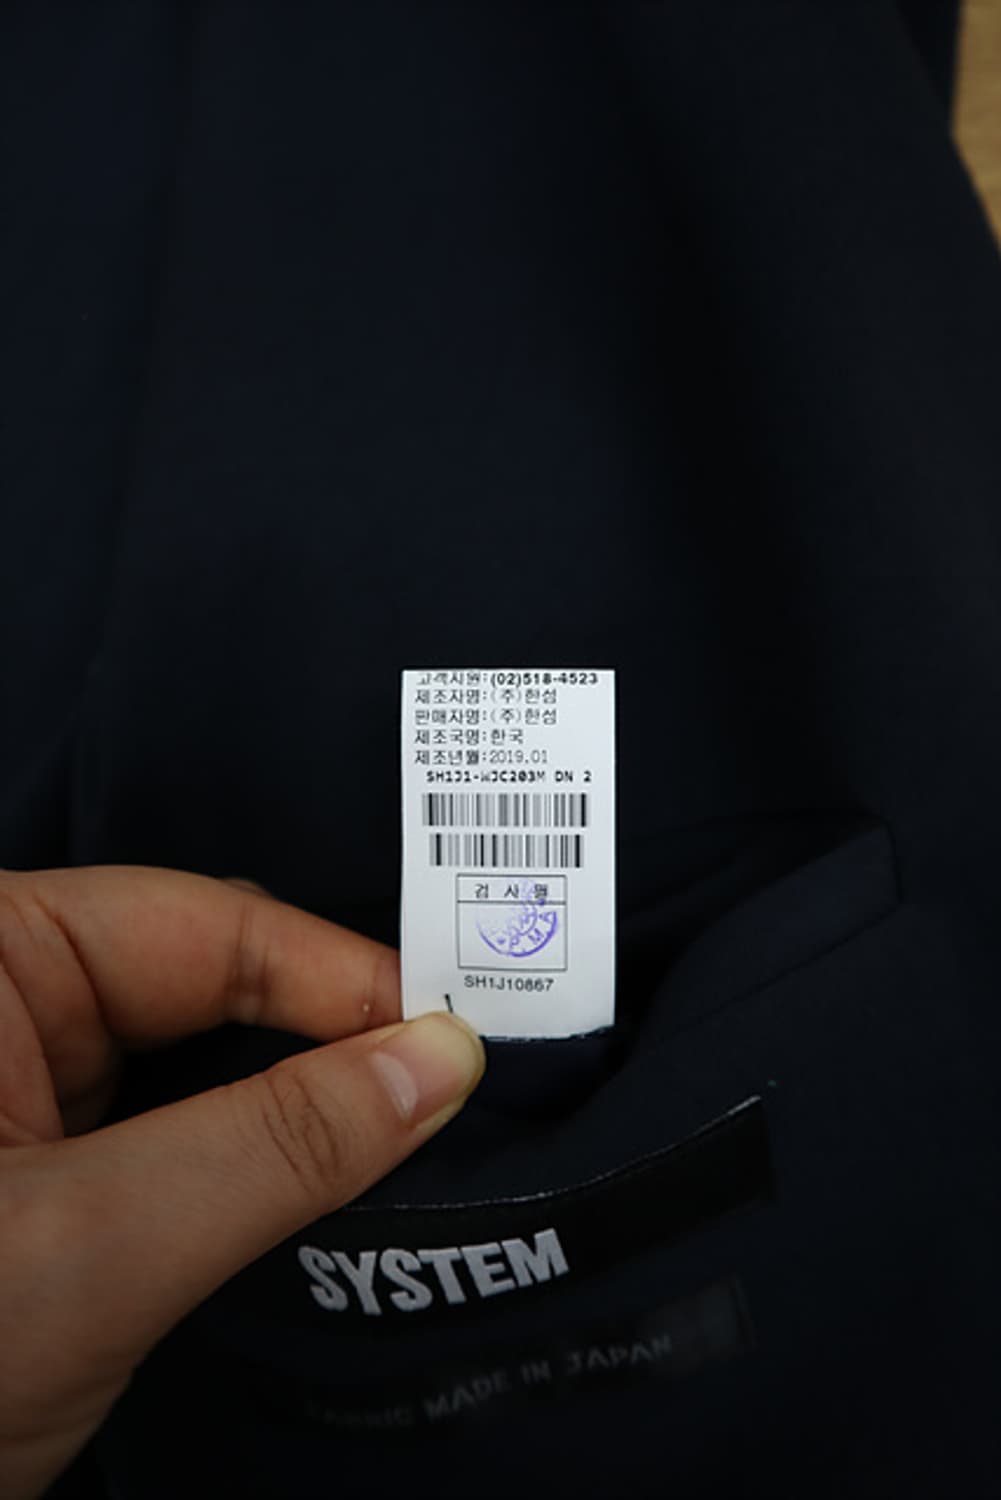 고객지원:(02)518-4523
제조자명:(주)한섬
판매자명:(주)한섬
제조국명:한국
제조년월:2019.01
SH1J1-WJC203M DN 2
검 사 필
SH1J10867
SYSTEM
FABRIC MADE IN JAPAN